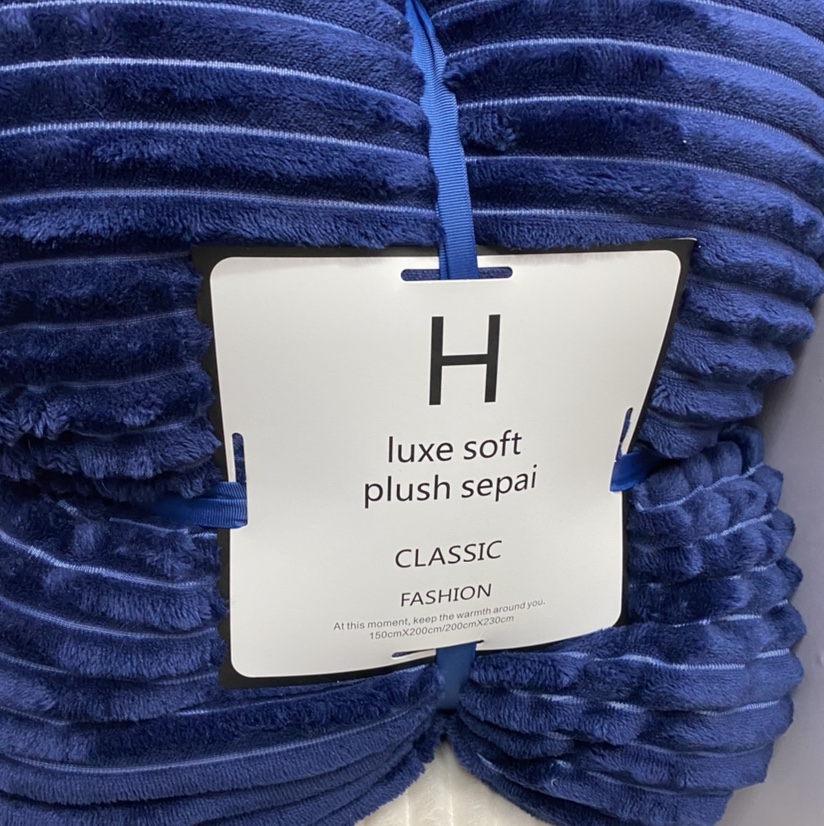 H
luxe soft
plush sepai
CLASSIC
FASHION
At this moment, keep the warmth around you.
150cmX200cm/200cmX230cm